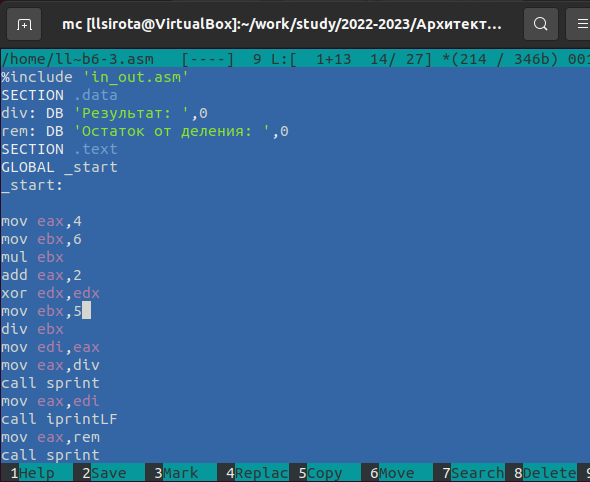 mc [llsirota@VirtualBox]:~/work/study/2022-2023/Архитект...
/home/ll~b6-3.asm [----] 9 L:[ 1+13 14/ 27] *(214 / 346b) 001
%include 'in_out.asm'
SECTION .data
div: DB 'Результат: ',0
rem: DB 'Остаток от деления: ',0
SECTION .text
GLOBAL _start
_start:
mov eax,4
mov ebx,6
mul ebx
add eax,2
xor edx,edx
mov ebx,5
div ebx
mov edi,eax
mov eax,div
call sprint
mov eax,edi
call iprintLF
mov eax,rem
call sprint
1Help 2Save 3Mark 4Replac 5Copy 6Move 7Search 8Delete 9